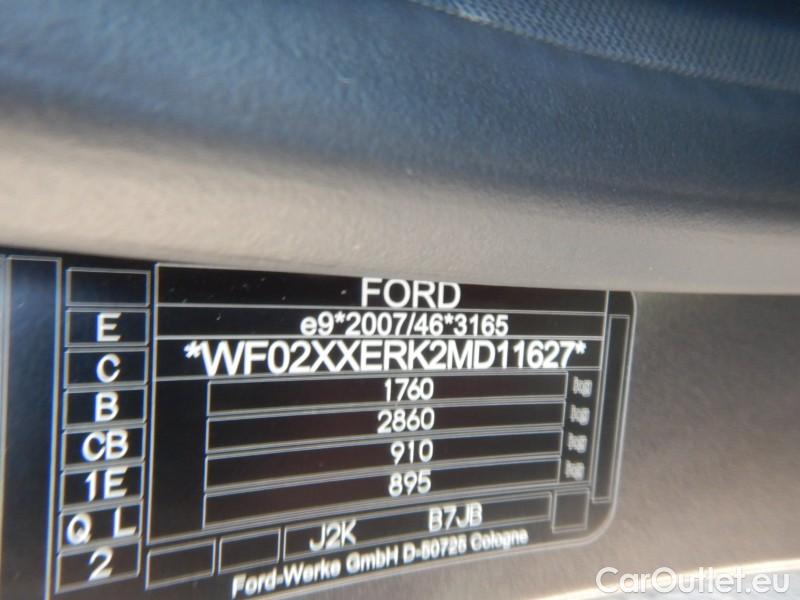 FORD
E e9*2007/46*3165
C *WF02XXERK2MD11627*
B 1760 kg
CB 2860 kg
1E 910 kg
Q L 895 kg
2 J2K B7JB
Ford-Werke GmbH D-50725 Cologne
CarOutlet.eu